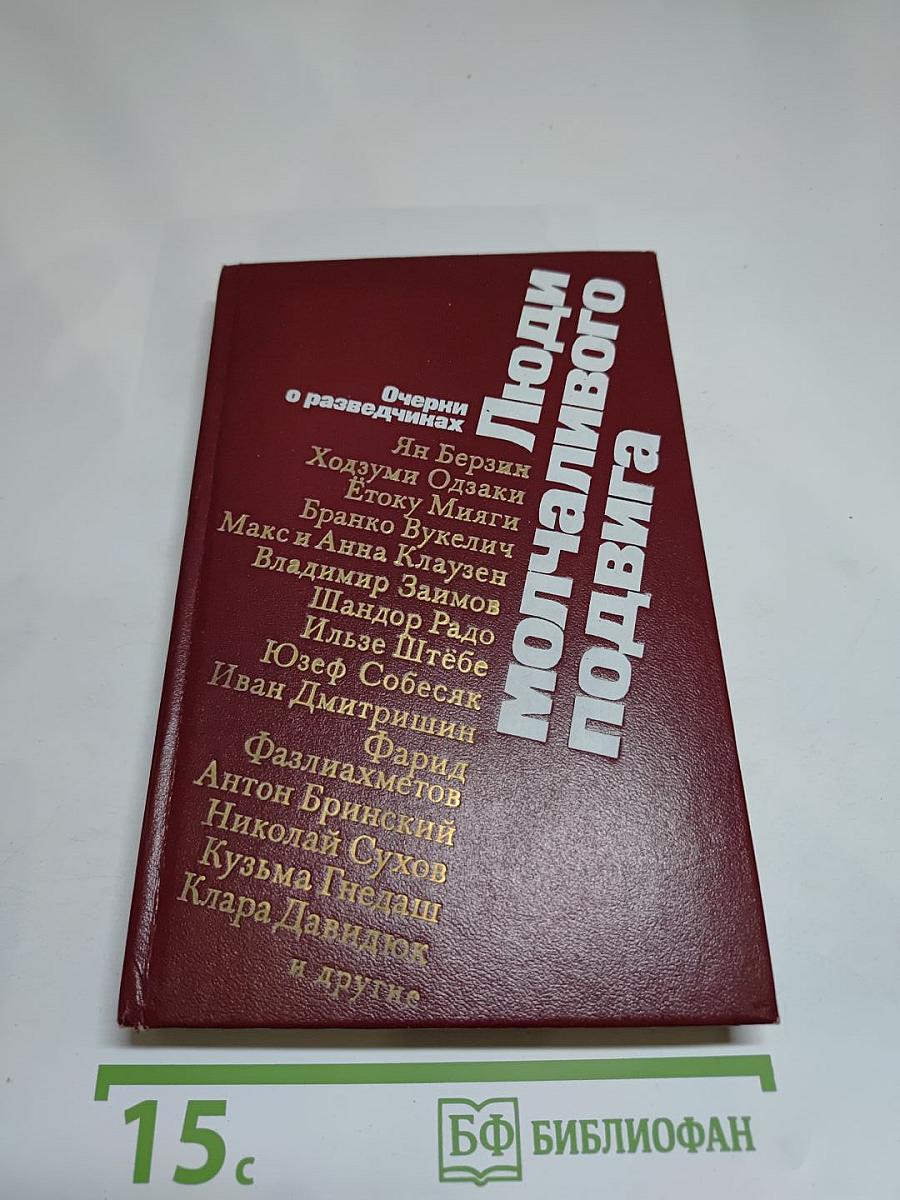 Люди
молчаливого
подвига
Очерки
о разведчиках
Ян Берзин
Ходзуми Одзаки
Ётоку Мияги
Бранко Вукелич
Макс и Анна Клаузен
Владимир Заимов
Шандор Радо
Ильзе Штёбе
Юзеф Собесяк
Иван Дмитришин
Фарид
Фазлиахметов
Антон Бринский
Николай Сухов
Кузьма Гнедаш
Клара Давидюк
и другие
15 с
БФ БИБЛИОФАН